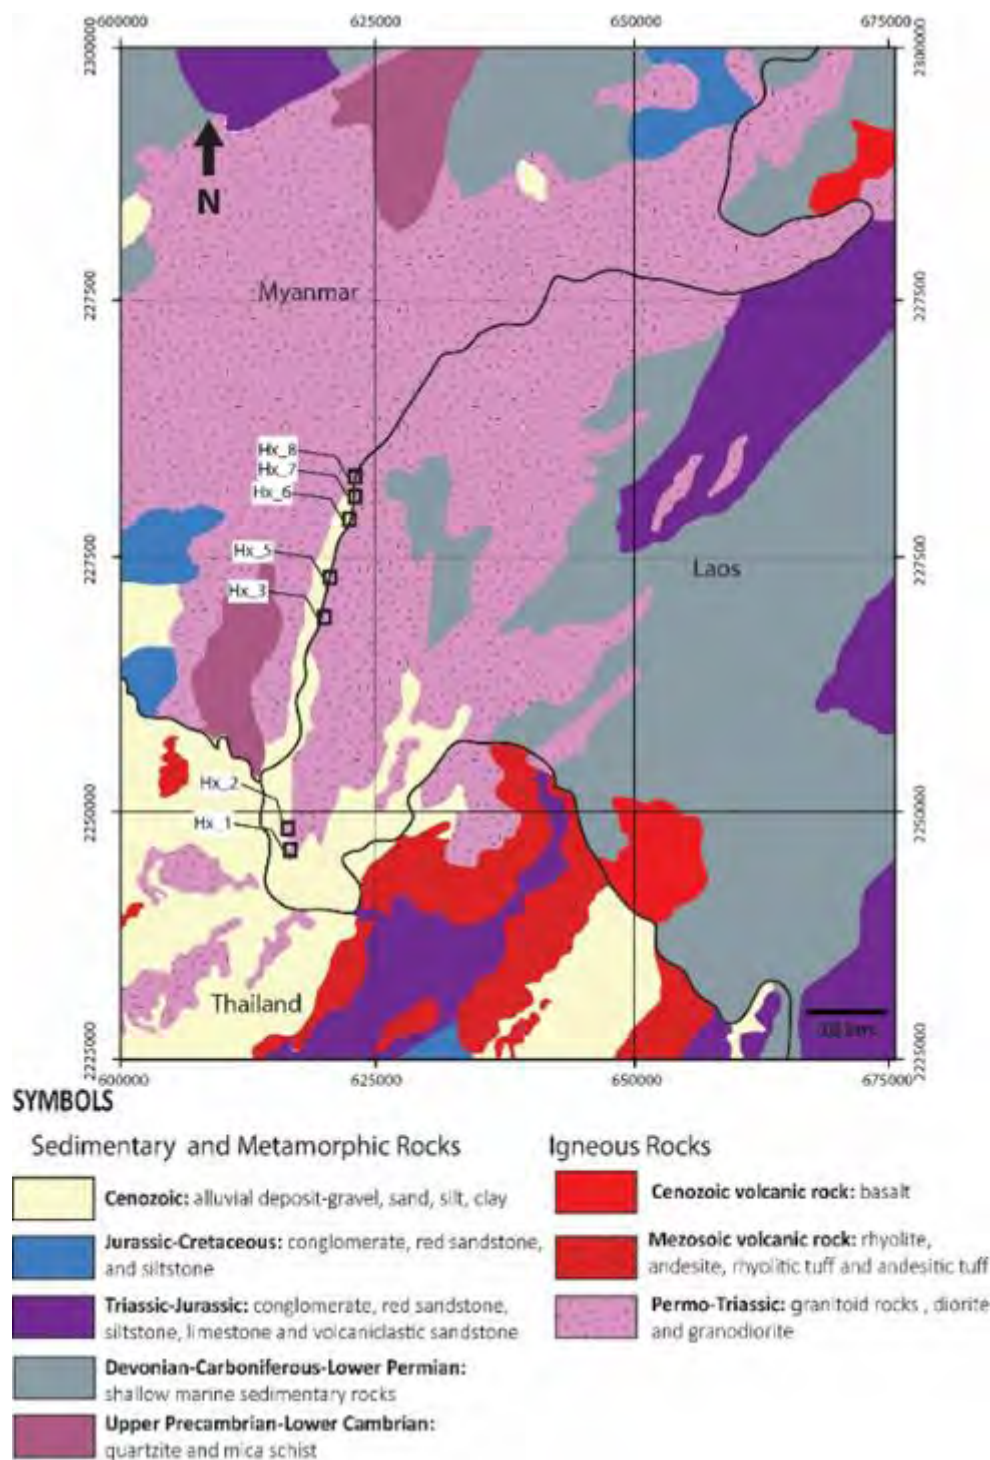 600000 625000 650000 675000
2300000 2300000
N
Myanmar
227500 227500
Hx_8
Hx_7
Hx_6
Hx_5
Hx_3
2275000 2275000
Laos
Hx_2
Hx_1
2250000 2250000
Thailand
2225000 2225000
600000 625000 650000 675000
SYMBOLS
Sedimentary and Metamorphic Rocks
Cenozoic: alluvial deposit-gravel, sand, silt, clay
Jurassic-Cretaceous: conglomerate, red sandstone,
and siltstone
Triassic-Jurassic: conglomerate, red sandstone,
siltstone, limestone and volcaniclastic sandstone
Devonian-Carboniferous-Lower Permian:
shallow marine sedimentary rocks
Upper Precambrian-Lower Cambrian:
quartzite and mica schist
Igneous Rocks
Cenozoic volcanic rock: basalt
Mezosoic volcanic rock: rhyolite,
andesite, rhyolitic tuff and andesitic tuff
Permo-Triassic: granitoid rocks , diorite
and granodiorite